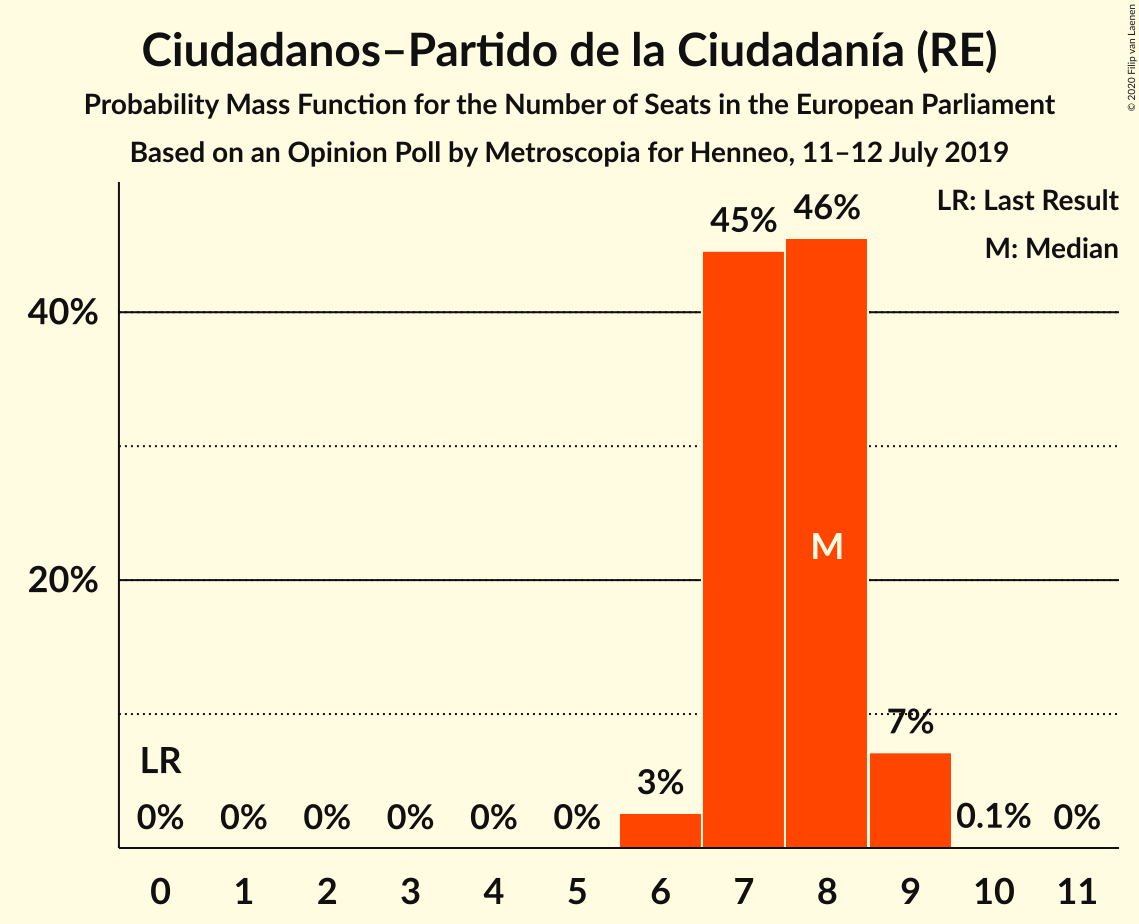 Ciudadanos–Partido de la Ciudadanía (RE)
Probability Mass Function for the Number of Seats in the European Parliament
Based on an Opinion Poll by Metroscopia for Henneo, 11–12 July 2019
© 2020 Filip van Laenen
LR: Last Result
M: Median
45% 46%
40%
M
20%
7%
LR
3%
0% 0% 0% 0% 0% 0% 0.1% 0%
0 1 2 3 4 5 6 7 8 9 10 11